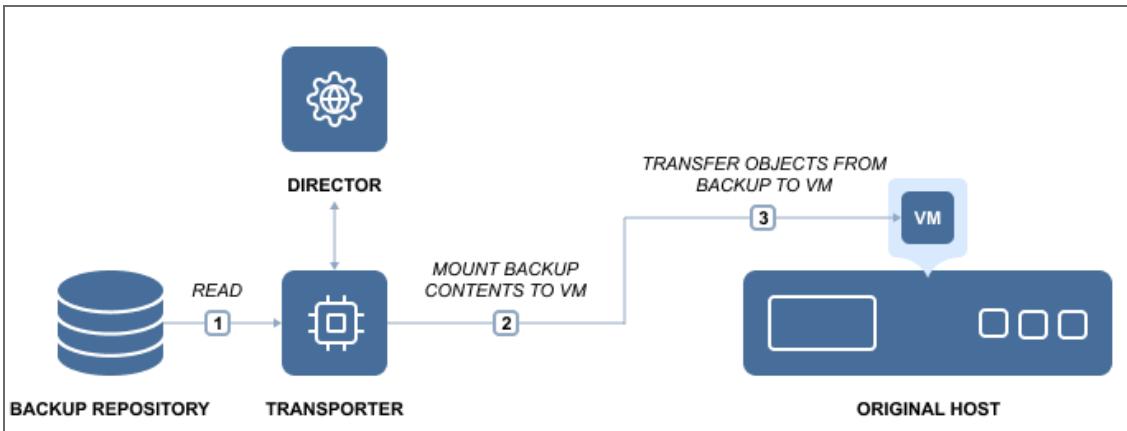 DIRECTOR
TRANSFER OBJECTS FROM
BACKUP TO VM
3
VM
READ
1
MOUNT BACKUP
CONTENTS TO VM
2
BACKUP REPOSITORY
TRANSPORTER
ORIGINAL HOST